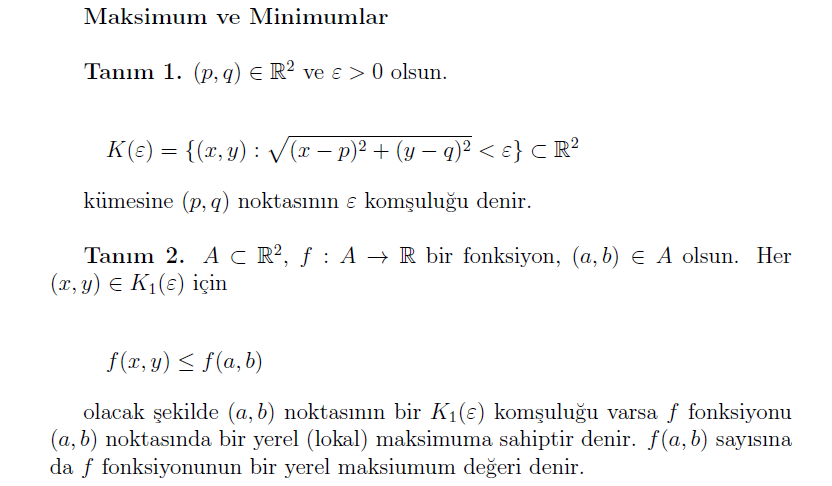 Maksimum ve Minimumlar
Tanım 1. (p, q) ∈ ℝ² ve ε > 0 olsun.
K(ε) = {(x, y) : √(x − p)² + (y − q)² < ε} ⊂ ℝ²
kümesine (p, q) noktasının ε komşuluğu denir.
Tanım 2. A ⊂ ℝ², f : A → ℝ bir fonksiyon, (a, b) ∈ A olsun. Her
(x, y) ∈ K₁(ε) için
f(x, y) ≤ f(a, b)
olacak şekilde (a, b) noktasının bir K₁(ε) komşuluğu varsa f fonksiyonu
(a, b) noktasında bir yerel (lokal) maksimuma sahiptir denir. f(a, b) sayısına
da f fonksiyonunun bir yerel maksiumum değeri denir.